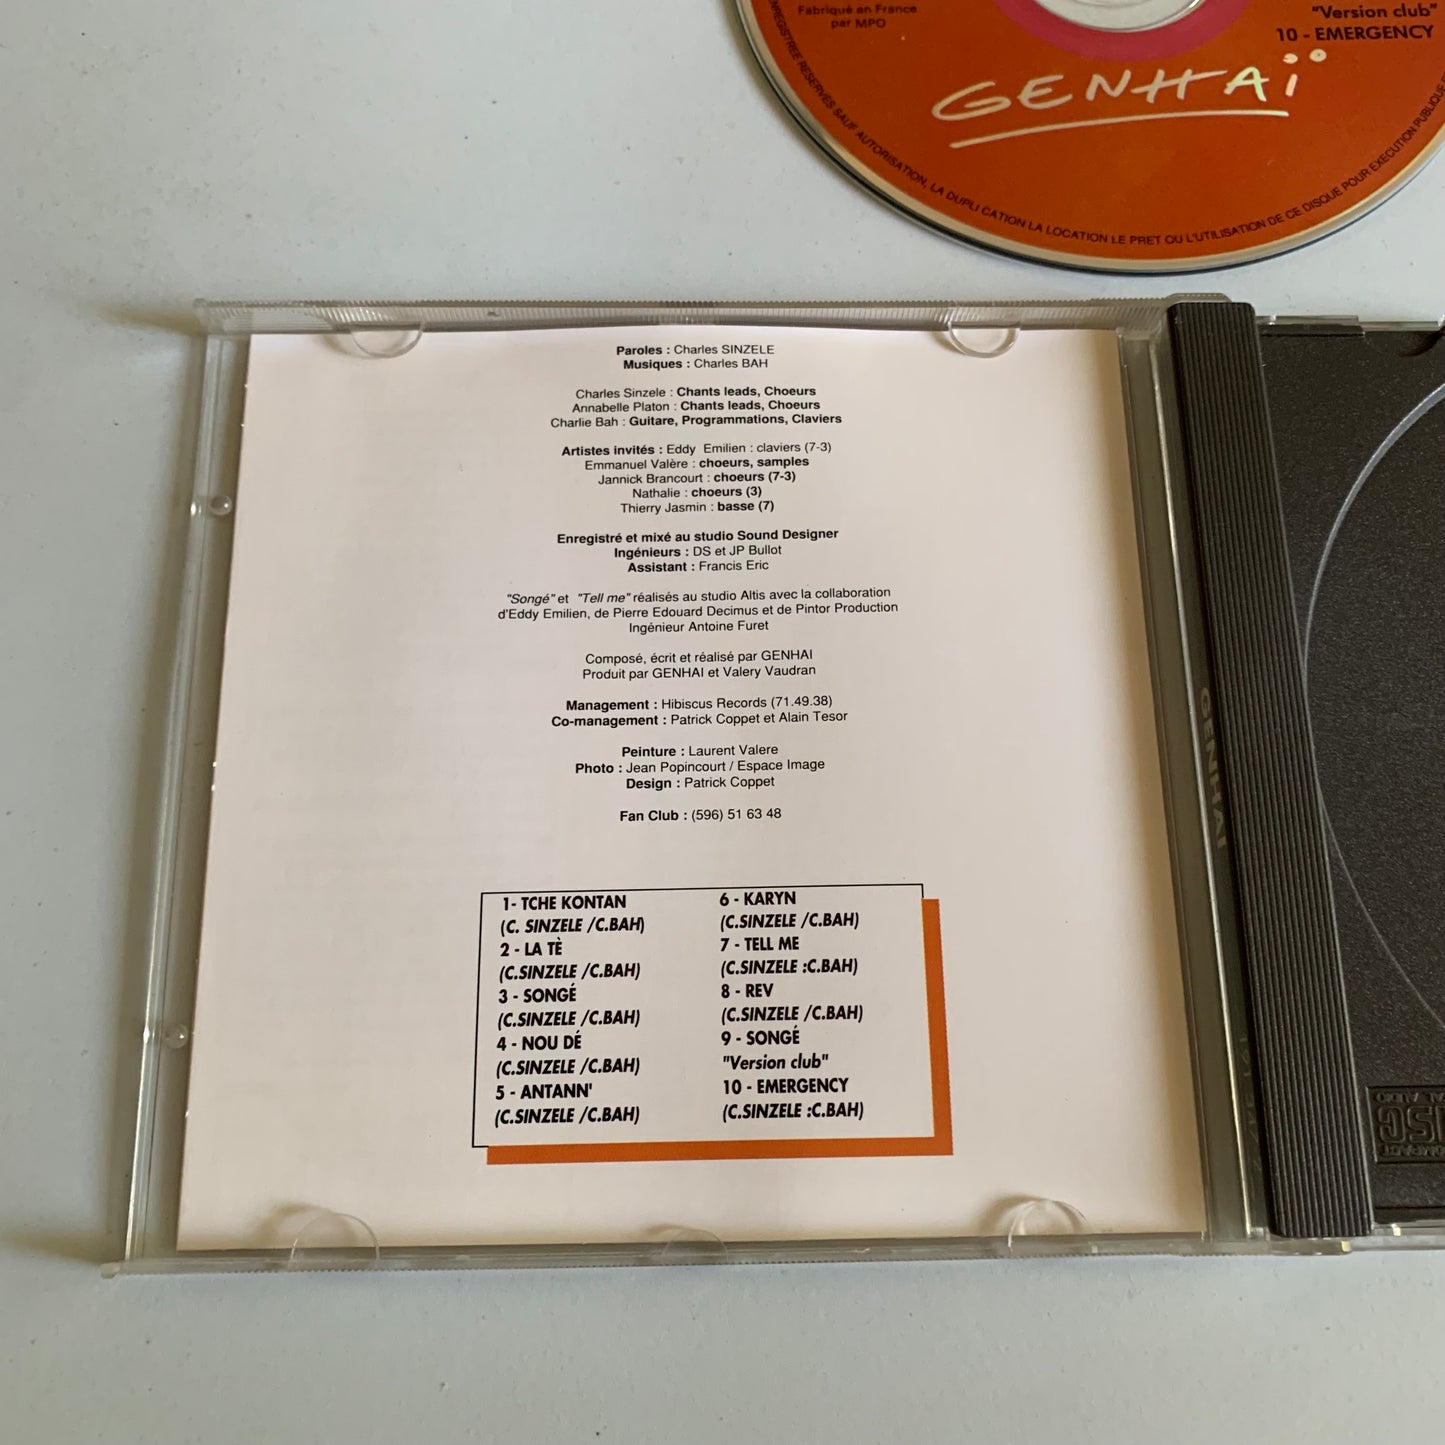 Fabriqué en France
par MPO
"Version club"
10 - EMERGENCY
GENHAï
ENREGISTREE RESERVES SAUF AUTORISATION, LA DUPLI CATION LA LOCATION LE PRET OU L'UTILISATION DE CE DISQUE POUR EXECUTION PUBLIQUE
Paroles : Charles SINZELE
Musiques : Charles BAH
Charles Sinzele : Chants leads, Choeurs
Annabelle Platon : Chants leads, Choeurs
Charlie Bah : Guitare, Programmations, Claviers
Artistes invités : Eddy Emilien : claviers (7-3)
Emmanuel Valère : choeurs, samples
Jannick Brancourt : choeurs (7-3)
Nathalie : choeurs (3)
Thierry Jasmin : basse (7)
Enregistré et mixé au studio Sound Designer
Ingénieurs : DS et JP Bullot
Assistant : Francis Eric
"Songé" et "Tell me" réalisés au studio Altis avec la collaboration
d'Eddy Emilien, de Pierre Edouard Decimus et de Pintor Production
Ingénieur Antoine Furet
Composé, écrit et réalisé par GENHAI
Produit par GENHAI et Valery Vaudran
Management : Hibiscus Records (71.49.38)
Co-management : Patrick Coppet et Alain Tesor
Peinture : Laurent Valere
Photo : Jean Popincourt / Espace Image
Design : Patrick Coppet
Fan Club : (596) 51 63 48
1- TCHE KONTAN
(C. SINZELE /C.BAH)
2 - LA TÈ
(C.SINZELE /C.BAH)
3 - SONGÉ
(C.SINZELE /C.BAH)
4 - NOU DÉ
(C.SINZELE /C.BAH)
5 - ANTANN'
(C.SINZELE /C.BAH)
6 - KARYN
(C.SINZELE /C.BAH)
7 - TELL ME
(C.SINZELE :C.BAH)
8 - REV
(C.SINZELE /C.BAH)
9 - SONGÉ
"Version club"
10 - EMERGENCY
(C.SINZELE :C.BAH)
GENHAI